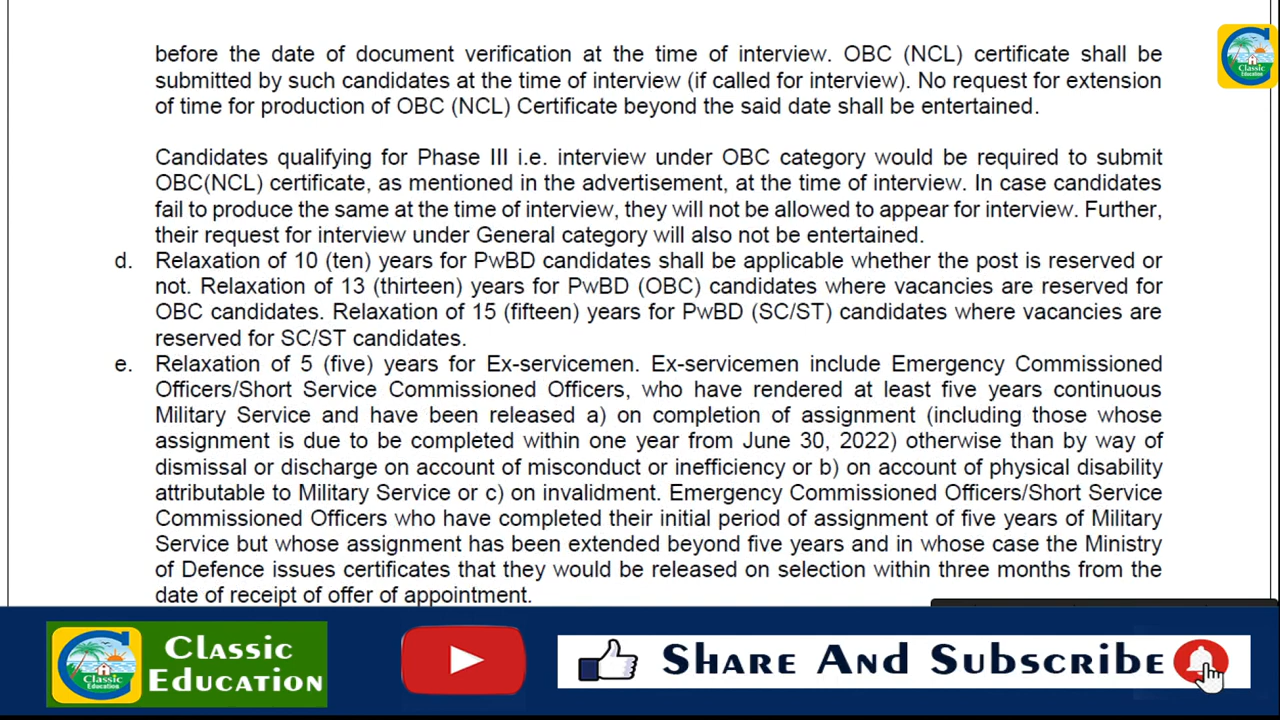 before the date of document verification at the time of interview. OBC (NCL) certificate shall be
submitted by such candidates at the time of interview (if called for interview). No request for extension
of time for production of OBC (NCL) Certificate beyond the said date shall be entertained.
Candidates qualifying for Phase III i.e. interview under OBC category would be required to submit
OBC(NCL) certificate, as mentioned in the advertisement, at the time of interview. In case candidates
fail to produce the same at the time of interview, they will not be allowed to appear for interview. Further,
their request for interview under General category will also not be entertained.
d. Relaxation of 10 (ten) years for PwBD candidates shall be applicable whether the post is reserved or
not. Relaxation of 13 (thirteen) years for PwBD (OBC) candidates where vacancies are reserved for
OBC candidates. Relaxation of 15 (fifteen) years for PwBD (SC/ST) candidates where vacancies are
reserved for SC/ST candidates.
e. Relaxation of 5 (five) years for Ex-servicemen. Ex-servicemen include Emergency Commissioned
Officers/Short Service Commissioned Officers, who have rendered at least five years continuous
Military Service and have been released a) on completion of assignment (including those whose
assignment is due to be completed within one year from June 30, 2022) otherwise than by way of
dismissal or discharge on account of misconduct or inefficiency or b) on account of physical disability
attributable to Military Service or c) on invalidment. Emergency Commissioned Officers/Short Service
Commissioned Officers who have completed their initial period of assignment of five years of Military
Service but whose assignment has been extended beyond five years and in whose case the Ministry
of Defence issues certificates that they would be released on selection within three months from the
date of receipt of offer of appointment.
Classic
Education
Classic
Education
Classic
Education
Share And Subscribe